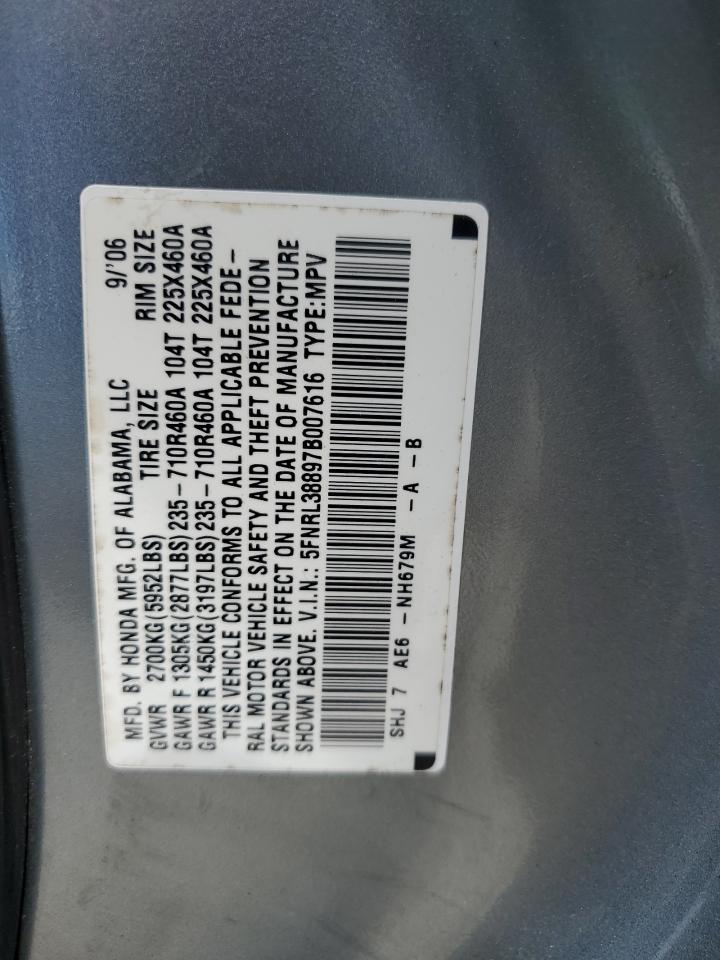 MFD. BY HONDA MFG. OF ALABAMA, LLC 9/'06
GVWR 2700KG(5952LBS) TIRE SIZE RIM SIZE
GAWR F 1305KG(2877LBS)235-710R460A 104T 225X460A
GAWR R 1450KG(3197LBS)235-710R460A 104T 225X460A
THIS VEHICLE CONFORMS TO ALL APPLICABLE FEDE-
RAL MOTOR VEHICLE SAFETY AND THEFT PREVENTION
STANDARDS IN EFFECT ON THE DATE OF MANUFACTURE
SHOWN ABOVE. V.I.N.: 5FNRL38897B007616 TYPE:MPV
SHJ 7 AE6 -NH679M -A -B